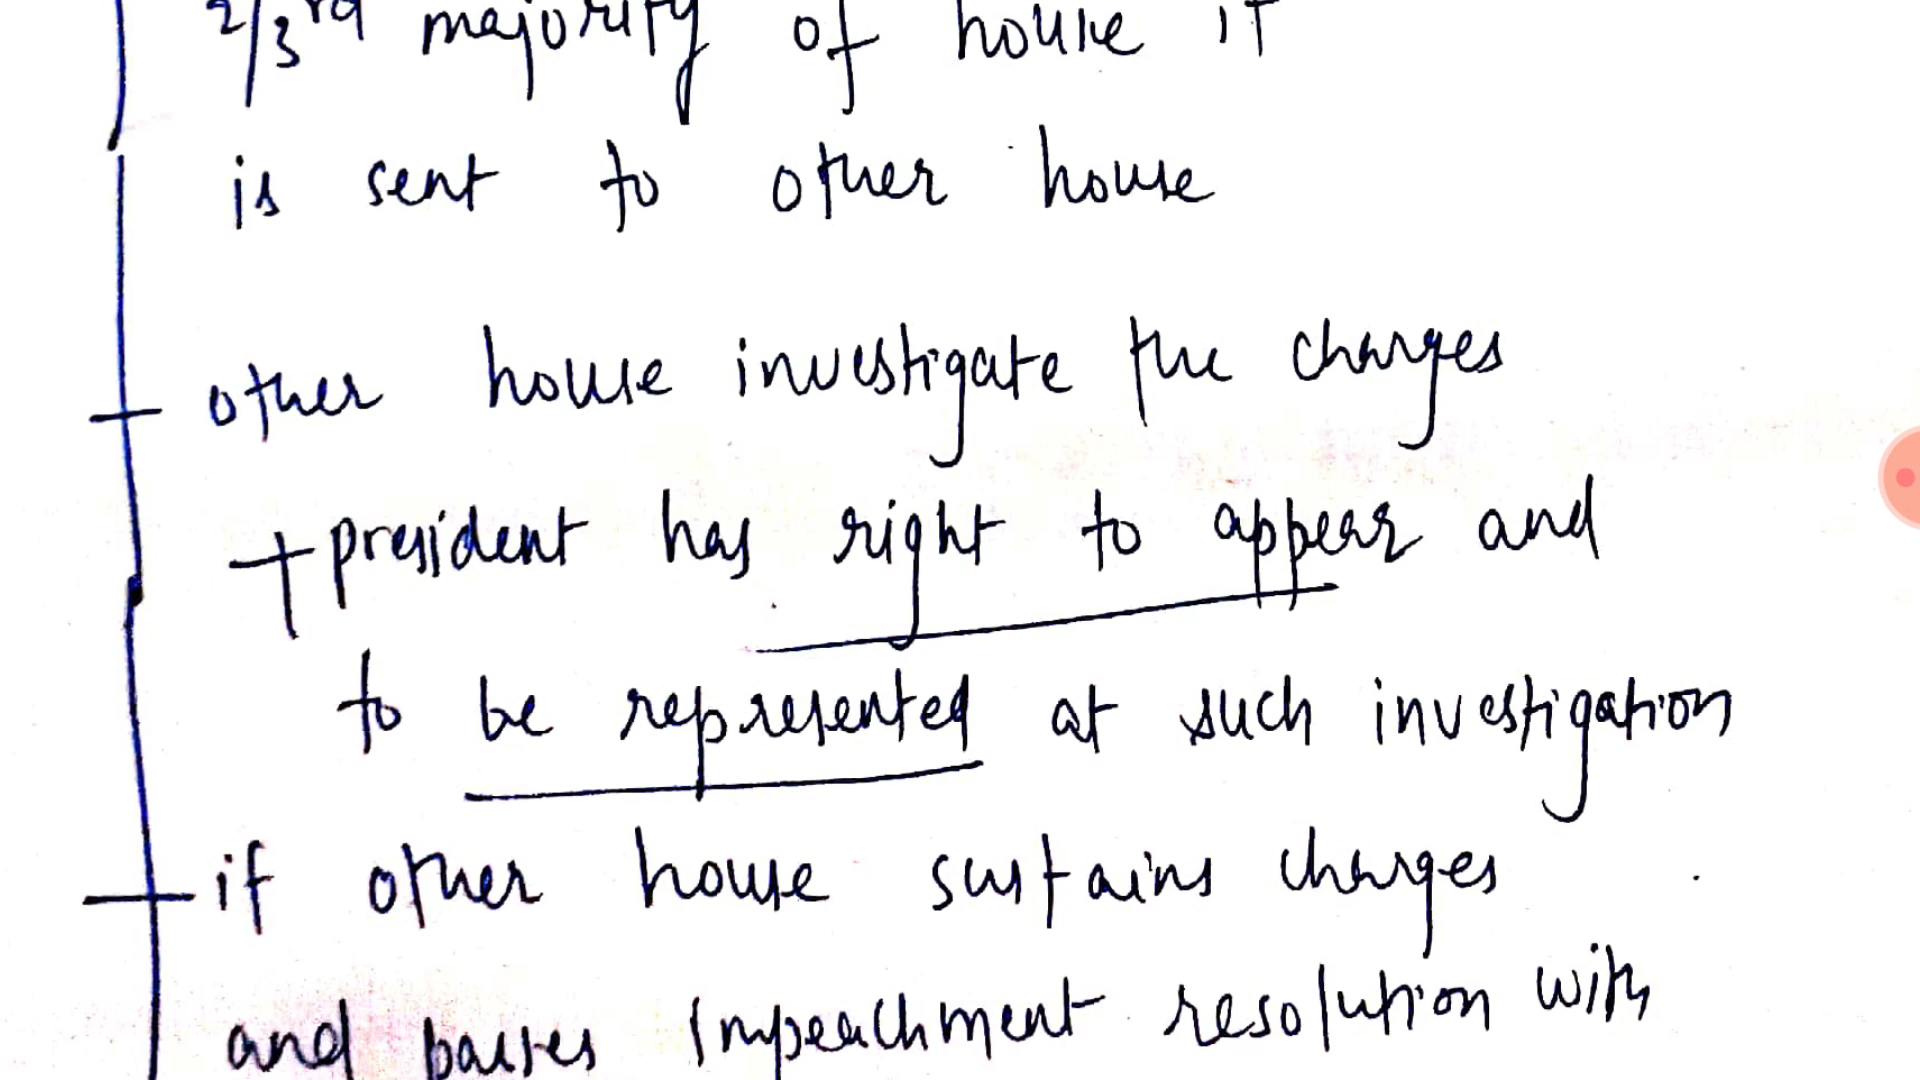 2/3rd majority of house it
is sent to other house
other house investigate the charges
president has right to appear and
to be represented at such investigation
if other house sustains charges
and passes impeachment resolution with